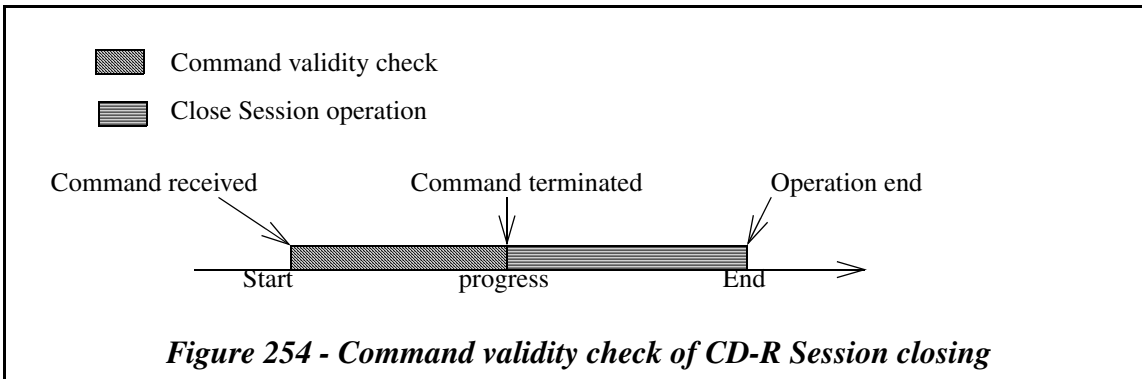 Command validity check
Close Session operation
Command received Command terminated Operation end
Start progress End
Figure 254 - Command validity check of CD-R Session closing